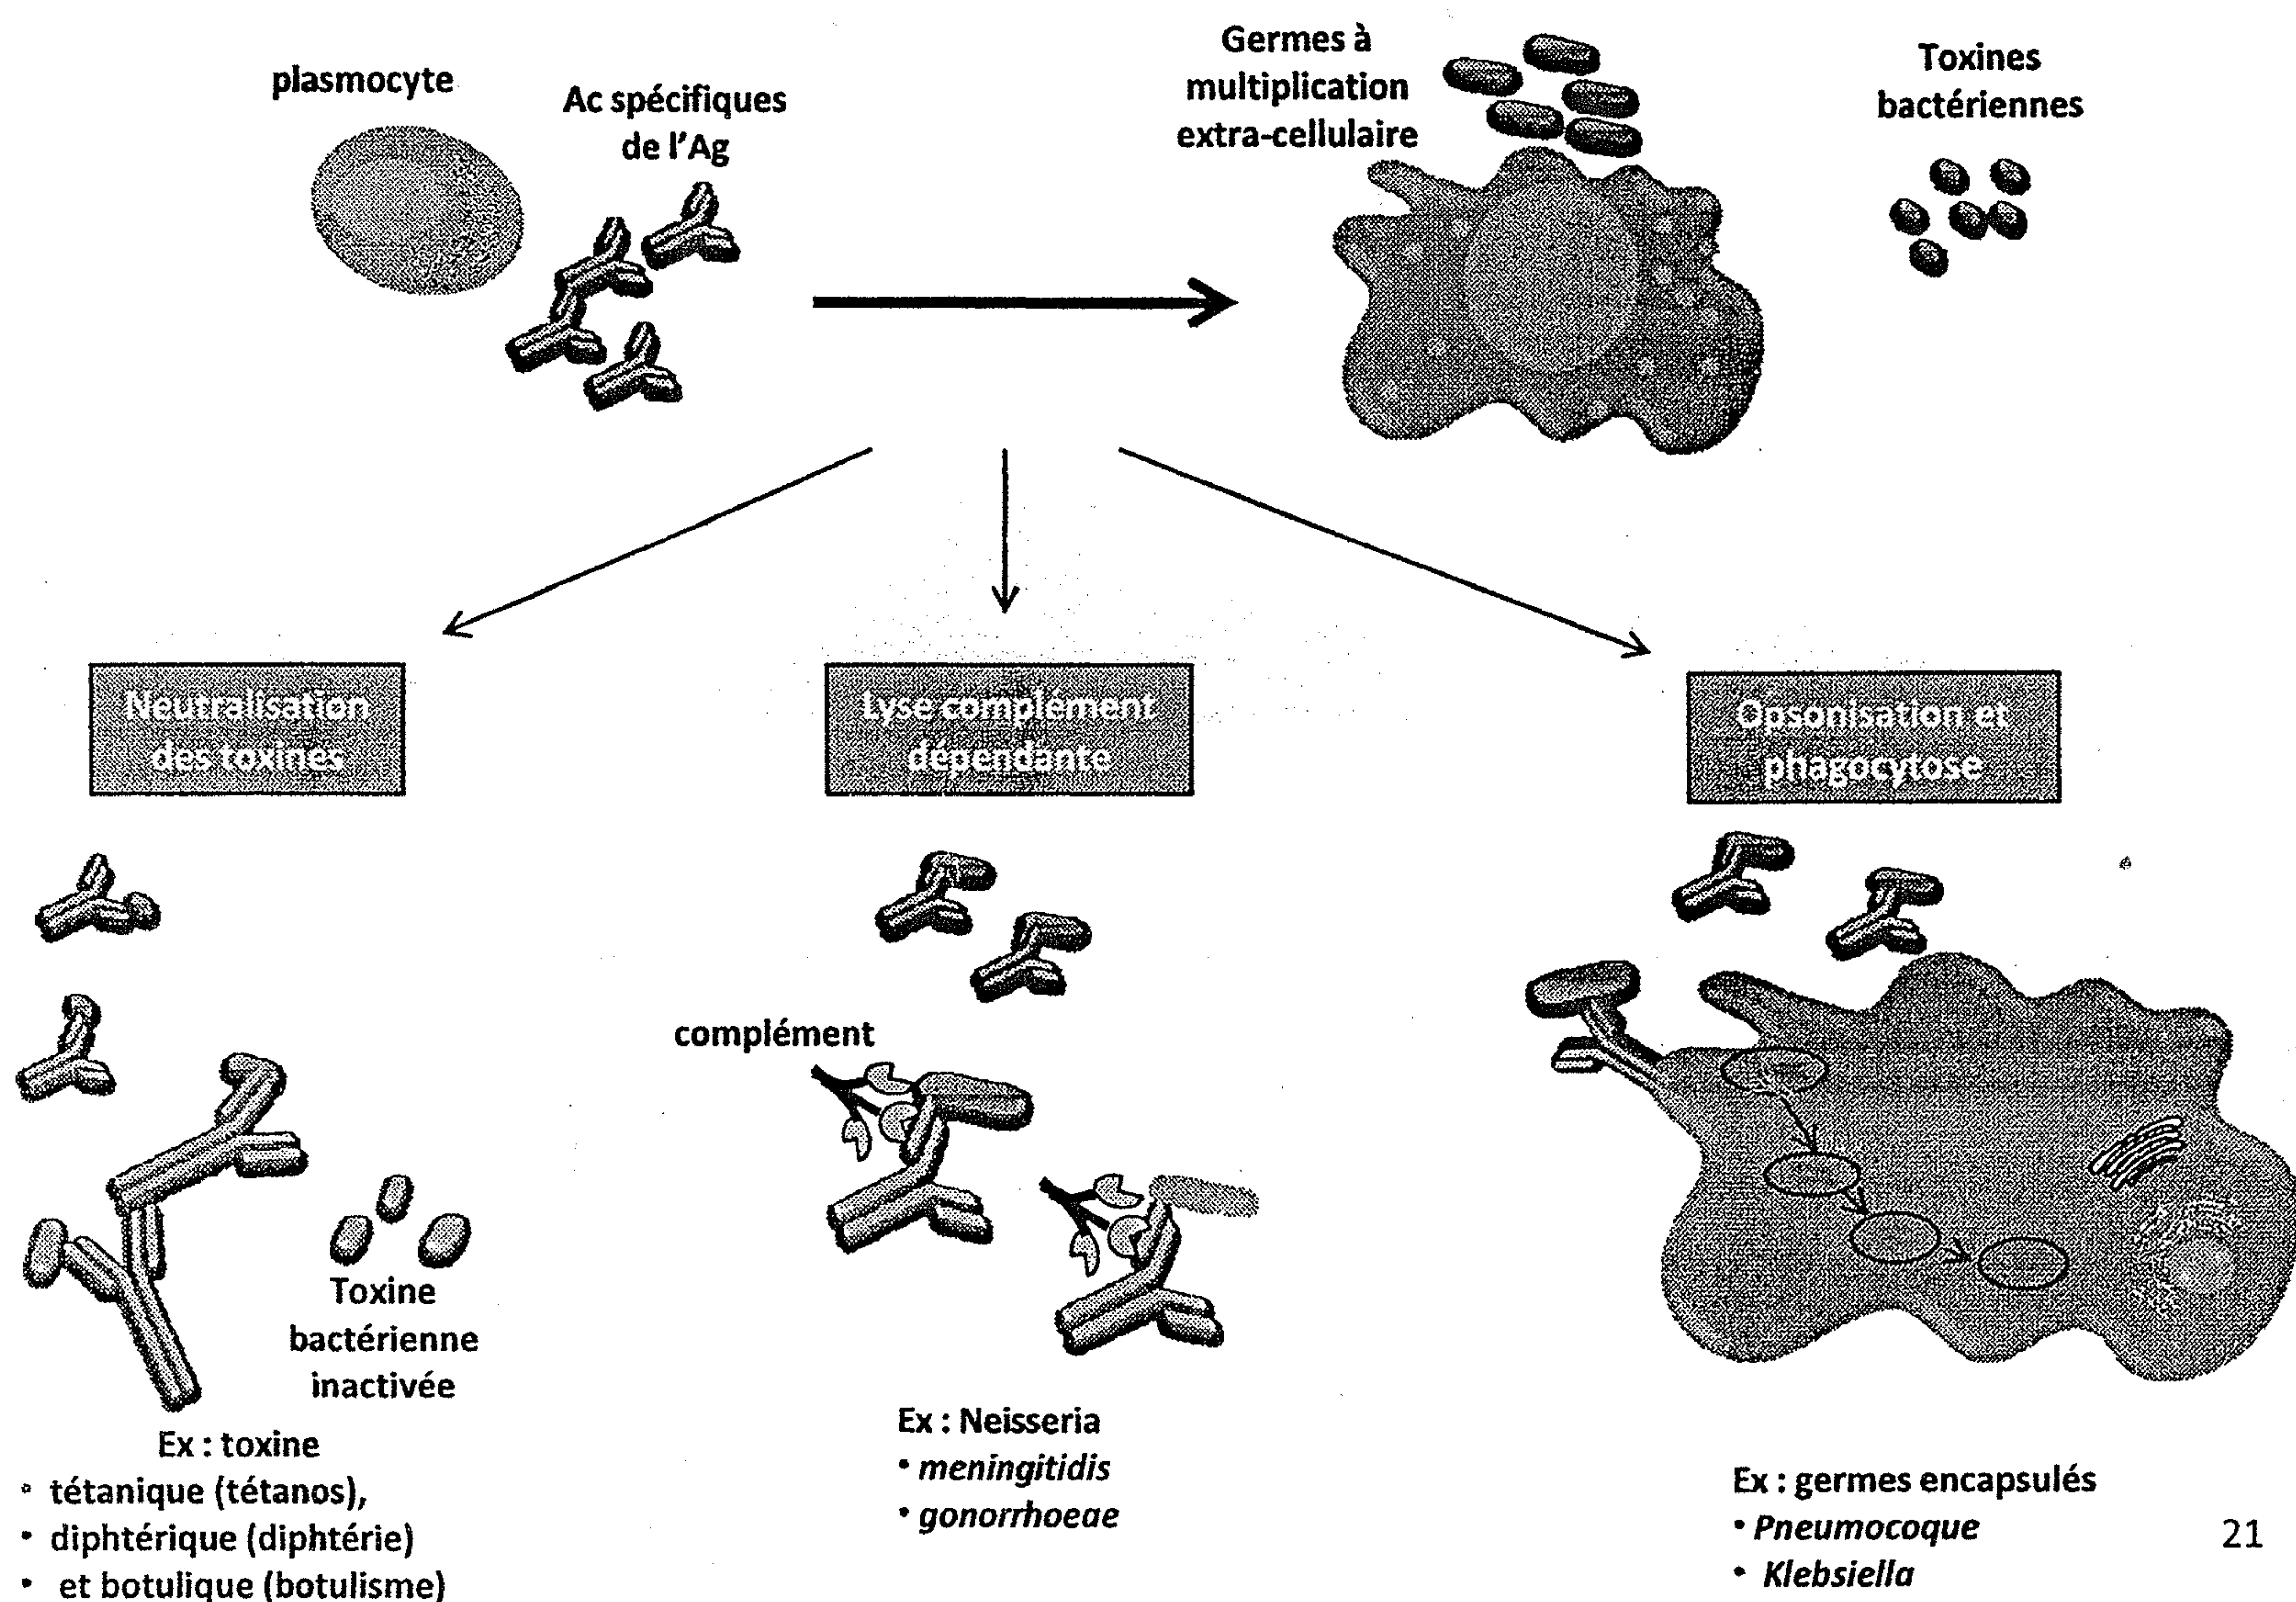 plasmocyte
Ac spécifiques
de l'Ag
Germes à
multiplication
extra-cellulaire
Toxines
bactériennes
Neutralisation
des toxines
Lyse complément
dépendante
Opsonisation et
phagocytose
complément
Toxine
bactérienne
inactivée
Ex : toxine
• tétanique (tétanos),
• diphtérique (diphtérie)
• et botulique (botulisme)
Ex : Neisseria
• meningitidis
• gonorrhoeae
Ex : germes encapsulés
• Pneumocoque
• Klebsiella
21